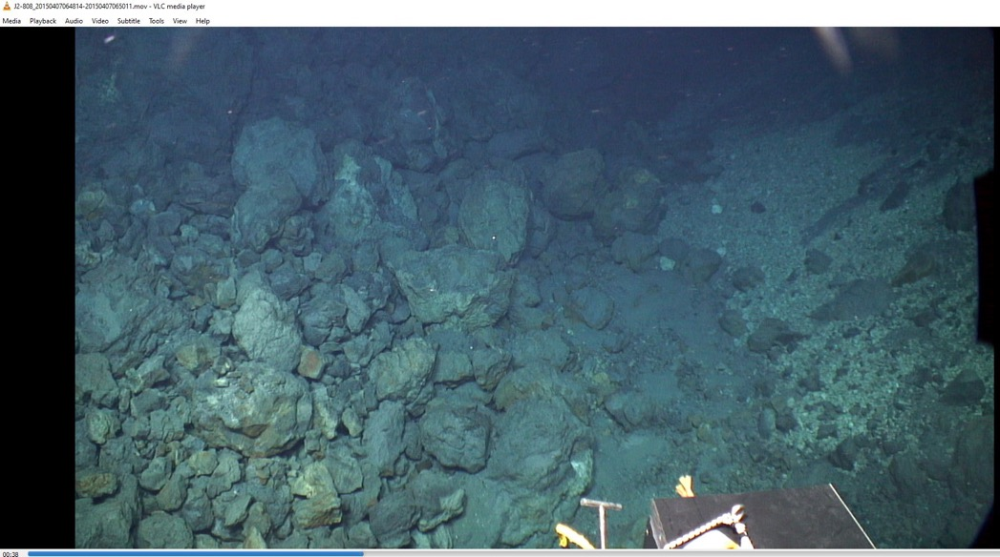 J2-808_20150407064814-20150407065011.mov - VLC media player
Media Playback Audio Video Subtitle Tools View Help
00:38